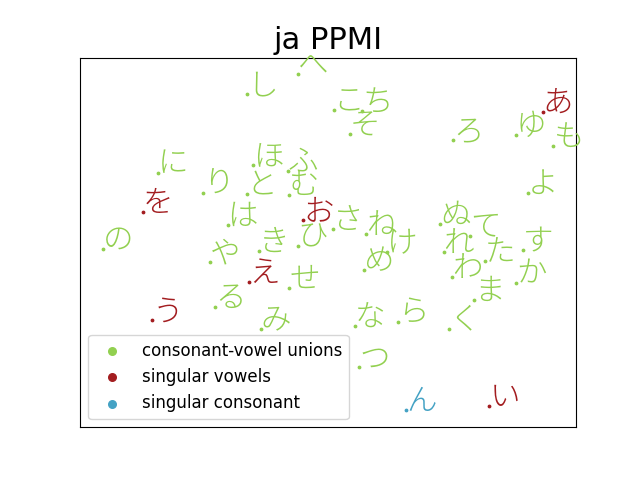 ja PPMI
へ
し
あ
こ
ち
そ
ゆ
ろ
も
ほ
に
ふ
り
と
む
よ
を
お
は
さ
ぬ
ね
て
の
き
ひ
け
れ
す
や
た
え
め
わ
か
せ
ま
る
う
み
な
ら
く
つ
consonant-vowel unions
singular vowels
singular consonant
ん
い